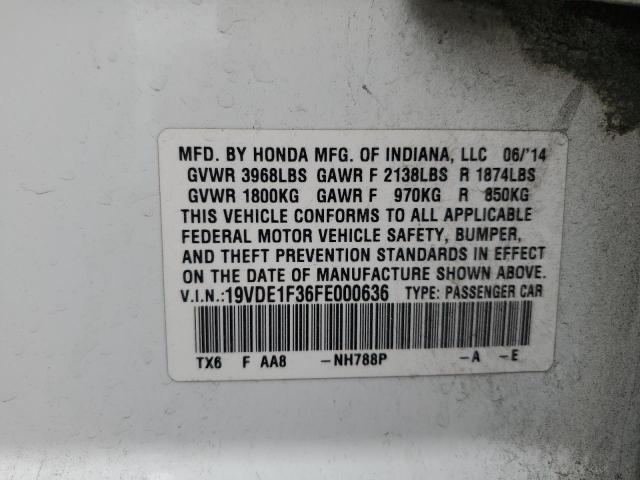 MFD. BY HONDA MFG. OF INDIANA, LLC 06/'14
GVWR 3968LBS GAWR F 2138LBS R 1874LBS
GVWR 1800KG GAWR F 970KG R 850KG
THIS VEHICLE CONFORMS TO ALL APPLICABLE
FEDERAL MOTOR VEHICLE SAFETY, BUMPER,
AND THEFT PREVENTION STANDARDS IN EFFECT
ON THE DATE OF MANUFACTURE SHOWN ABOVE.
V.I.N.:19VDE1F36FE000636 TYPE: PASSENGER CAR
TX6 F AA8 -NH788P -A -E